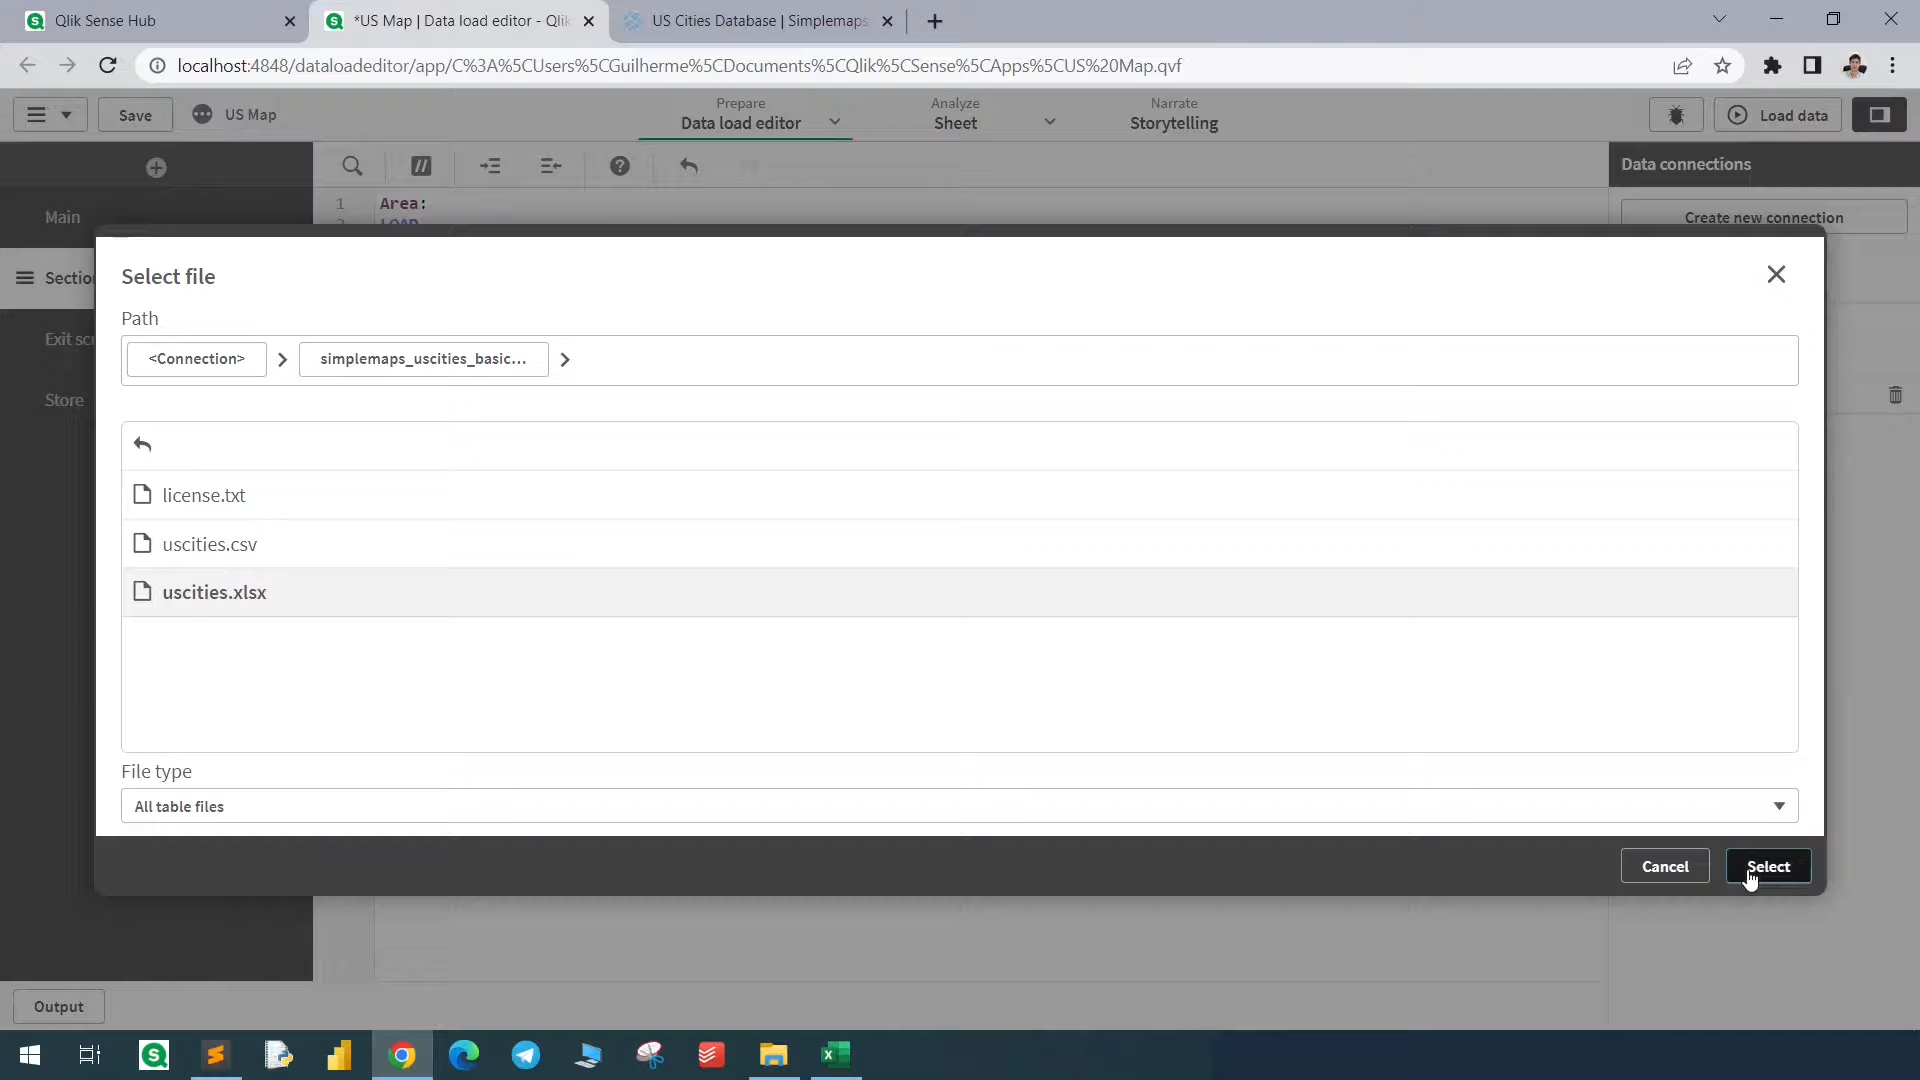 Qlik Sense Hub
*US Map | Data load editor - Qlik
US Cities Database | Simplemaps
localhost:4848/dataloadeditor/app/C%3A%5CUsers%5CGuilherme%5CDocuments%5CQlik%5CSense%5CApps%5CUS%20Map.qvf
Save
US Map
Prepare
Data load editor
Analyze
Sheet
Narrate
Storytelling
Load data
Data connections
Create new connection
Main
Section
Exit sc
Store
1
Area:
2
LOAD
Select file
Path
<Connection>
simplemaps_uscities_basic...
license.txt
uscities.csv
uscities.xlsx
File type
All table files
Cancel
Select
Output